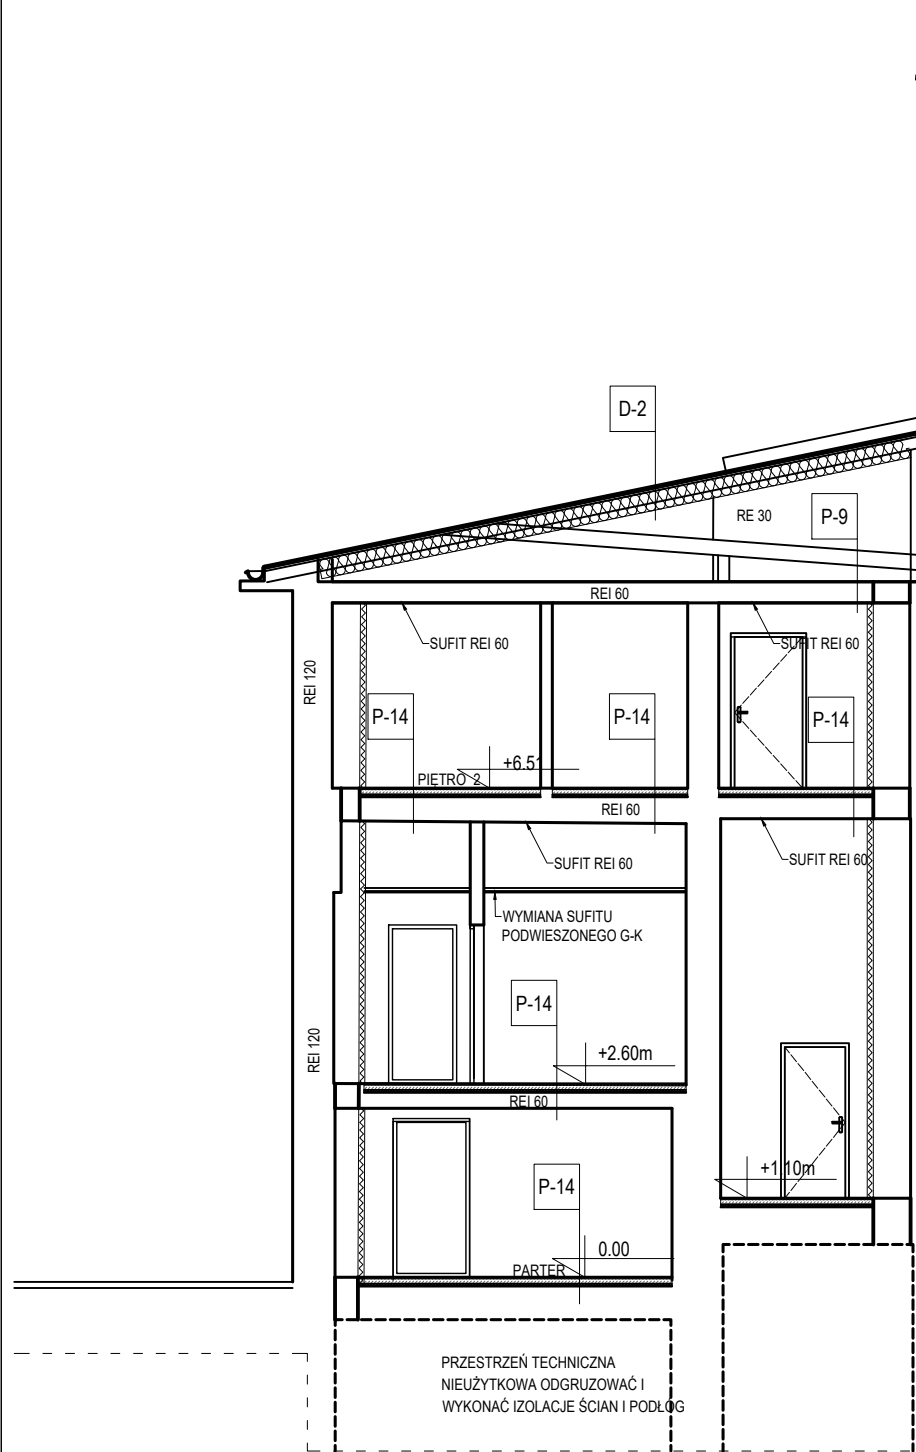 D-2
RE 30
P-9
REI 60
SUFIT REI 60
SUFIT REI 60
REI 120
P-14
P-14
P-14
+6.51
PIĘTRO 2
REI 60
SUFIT REI 60
SUFIT REI 60
WYMIANA SUFITU
PODWIESZONEGO G-K
P-14
REI 120
+2.60m
REI 60
P-14
+1.10m
0.00
PARTER
PRZESTRZEŃ TECHNICZNA
NIEUŻYTKOWA ODGRUZOWAĆ I
WYKONAĆ IZOLACJE ŚCIAN I PODŁOG